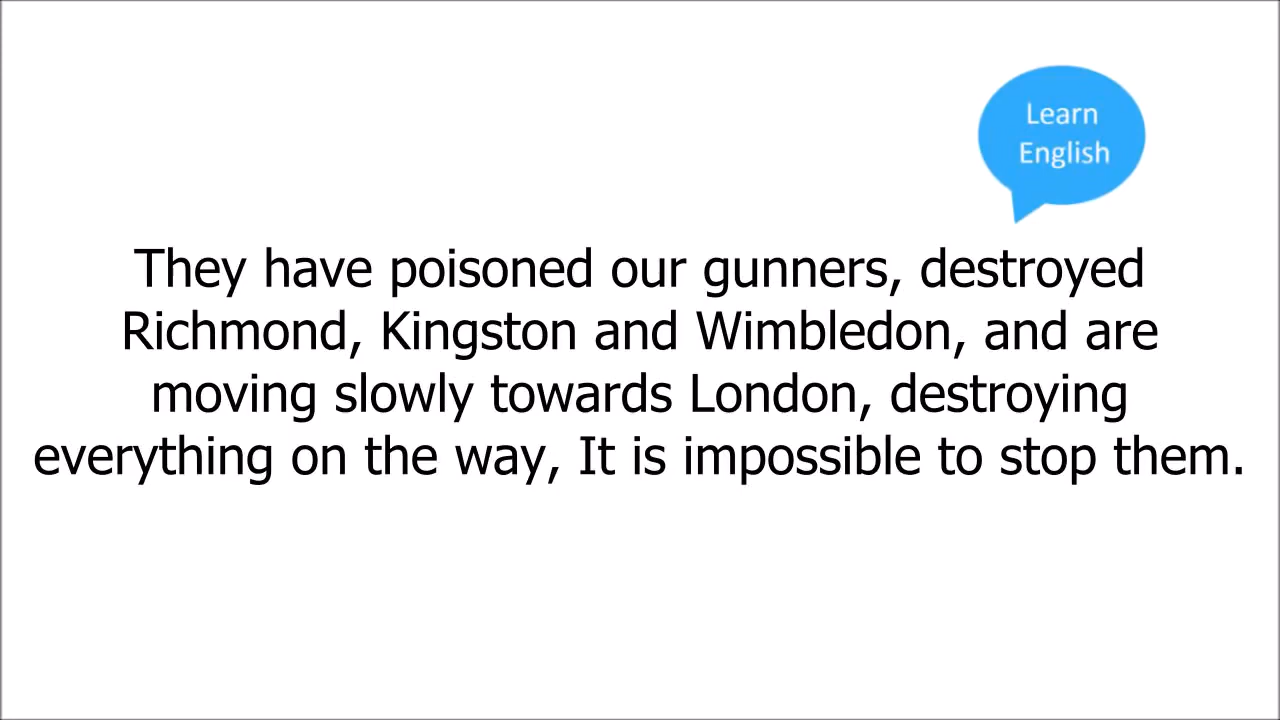 Learn
English
They have poisoned our gunners, destroyed
Richmond, Kingston and Wimbledon, and are
moving slowly towards London, destroying
everything on the way, It is impossible to stop them.